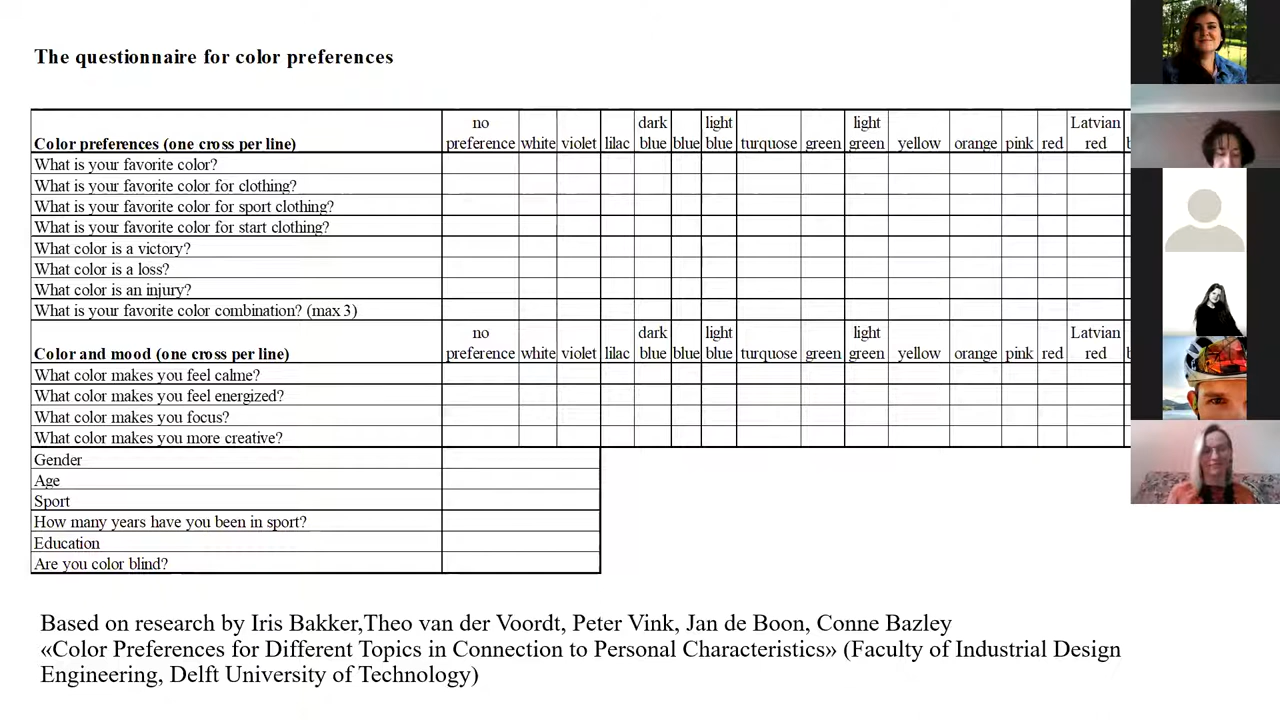 The questionnaire for color preferences
Color preferences (one cross per line) no preference white violet lilac dark blue blue light blue turquoise green light green yellow orange pink red Latvian red
What is your favorite color?
What is your favorite color for clothing?
What is your favorite color for sport clothing?
What is your favorite color for start clothing?
What color is a victory?
What color is a loss?
What color is an injury?
What is your favorite color combination? (max 3)
Color and mood (one cross per line) no preference white violet lilac dark blue blue light blue turquoise green light green yellow orange pink red Latvian red
What color makes you feel calme?
What color makes you feel energized?
What color makes you focus?
What color makes you more creative?
Gender
Age
Sport
How many years have you been in sport?
Education
Are you color blind?
Based on research by Iris Bakker,Theo van der Voordt, Peter Vink, Jan de Boon, Conne Bazley
«Color Preferences for Different Topics in Connection to Personal Characteristics» (Faculty of Industrial Design
Engineering, Delft University of Technology)